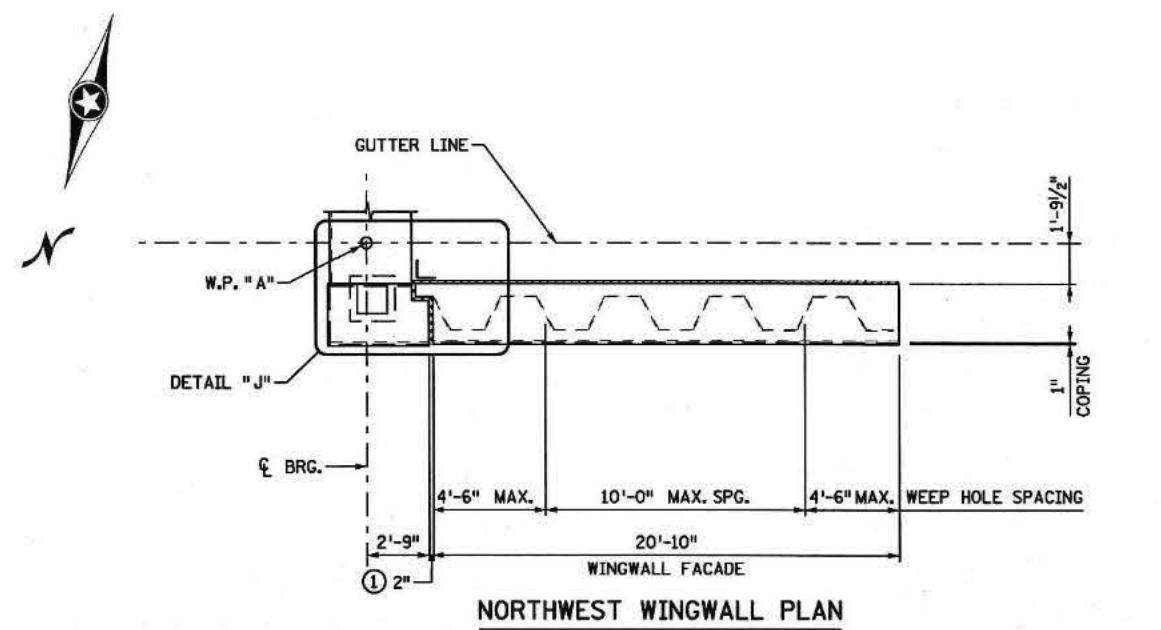 N
GUTTER LINE
1'-9½"
W.P. "A"
DETAIL "J"
1"
COPING
℄ BRG.
4'-6" MAX.
10'-0" MAX. SPG.
4'-6" MAX. WEEP HOLE SPACING
2'-9"
20'-10"
WINGWALL FACADE
① 2"
NORTHWEST WINGWALL PLAN